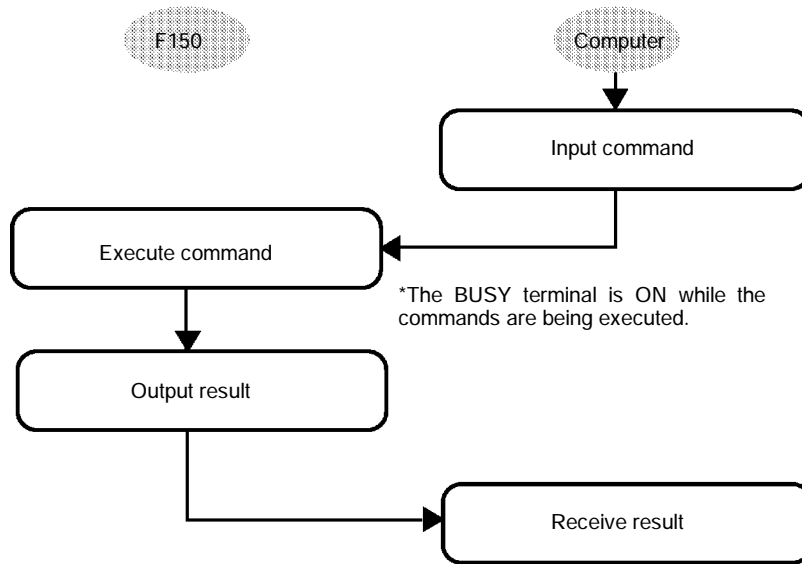 F150
Computer
Input command
Execute command
*The BUSY terminal is ON while the
commands are being executed.
Output result
Receive result